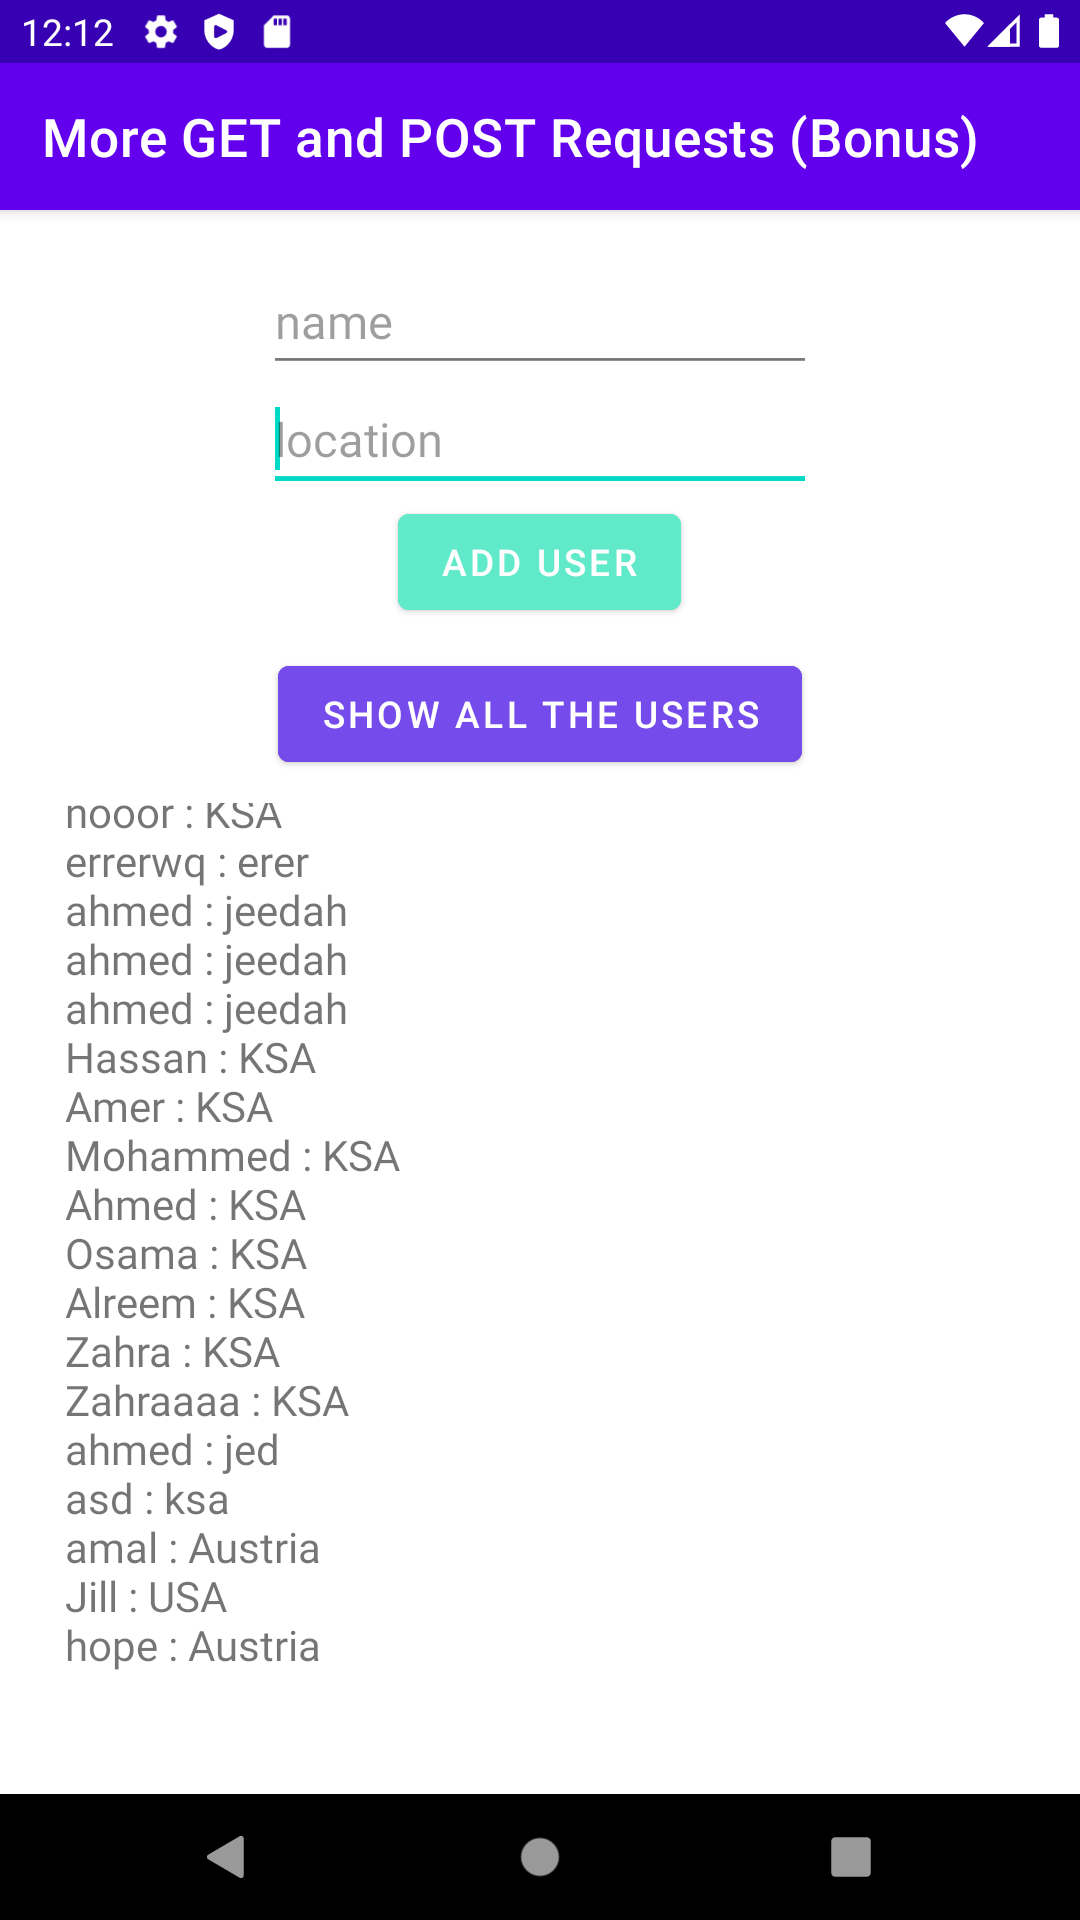 12:12
More GET and POST Requests (Bonus)
name
location
ADD USER
SHOW ALL THE USERS
nooor : KSA
errerwq : erer
ahmed : jeedah
ahmed : jeedah
ahmed : jeedah
Hassan : KSA
Amer : KSA
Mohammed : KSA
Ahmed : KSA
Osama : KSA
Alreem : KSA
Zahra : KSA
Zahraaaa : KSA
ahmed : jed
asd : ksa
amal : Austria
Jill : USA
hope : Austria